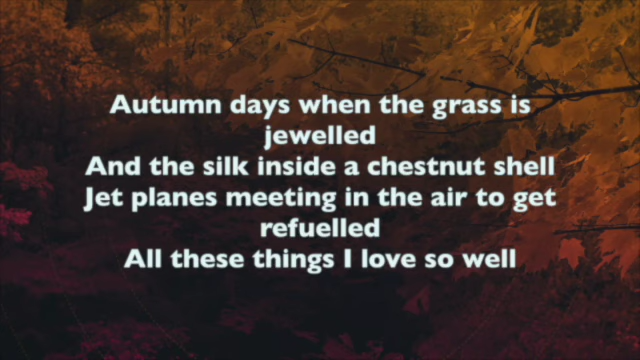 Autumn days when the grass is
jewelled
And the silk inside a chestnut shell
Jet planes meeting in the air to get
refuelled
All these things I love so well